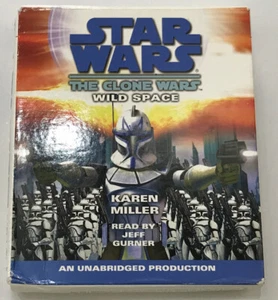 STAR
WARS
THE CLONE WARS
WILD SPACE
KAREN
MILLER
READ BY
JEFF
GURNER
AN UNABRIDGED PRODUCTION